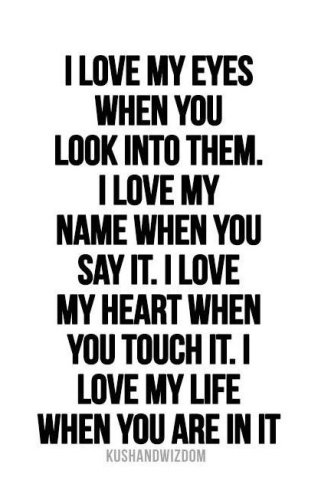 I LOVE MY EYES
WHEN YOU
LOOK INTO THEM.
I LOVE MY
NAME WHEN YOU
SAY IT. I LOVE
MY HEART WHEN
YOU TOUCH IT. I
LOVE MY LIFE
WHEN YOU ARE IN IT
KUSHANDWIZDOM